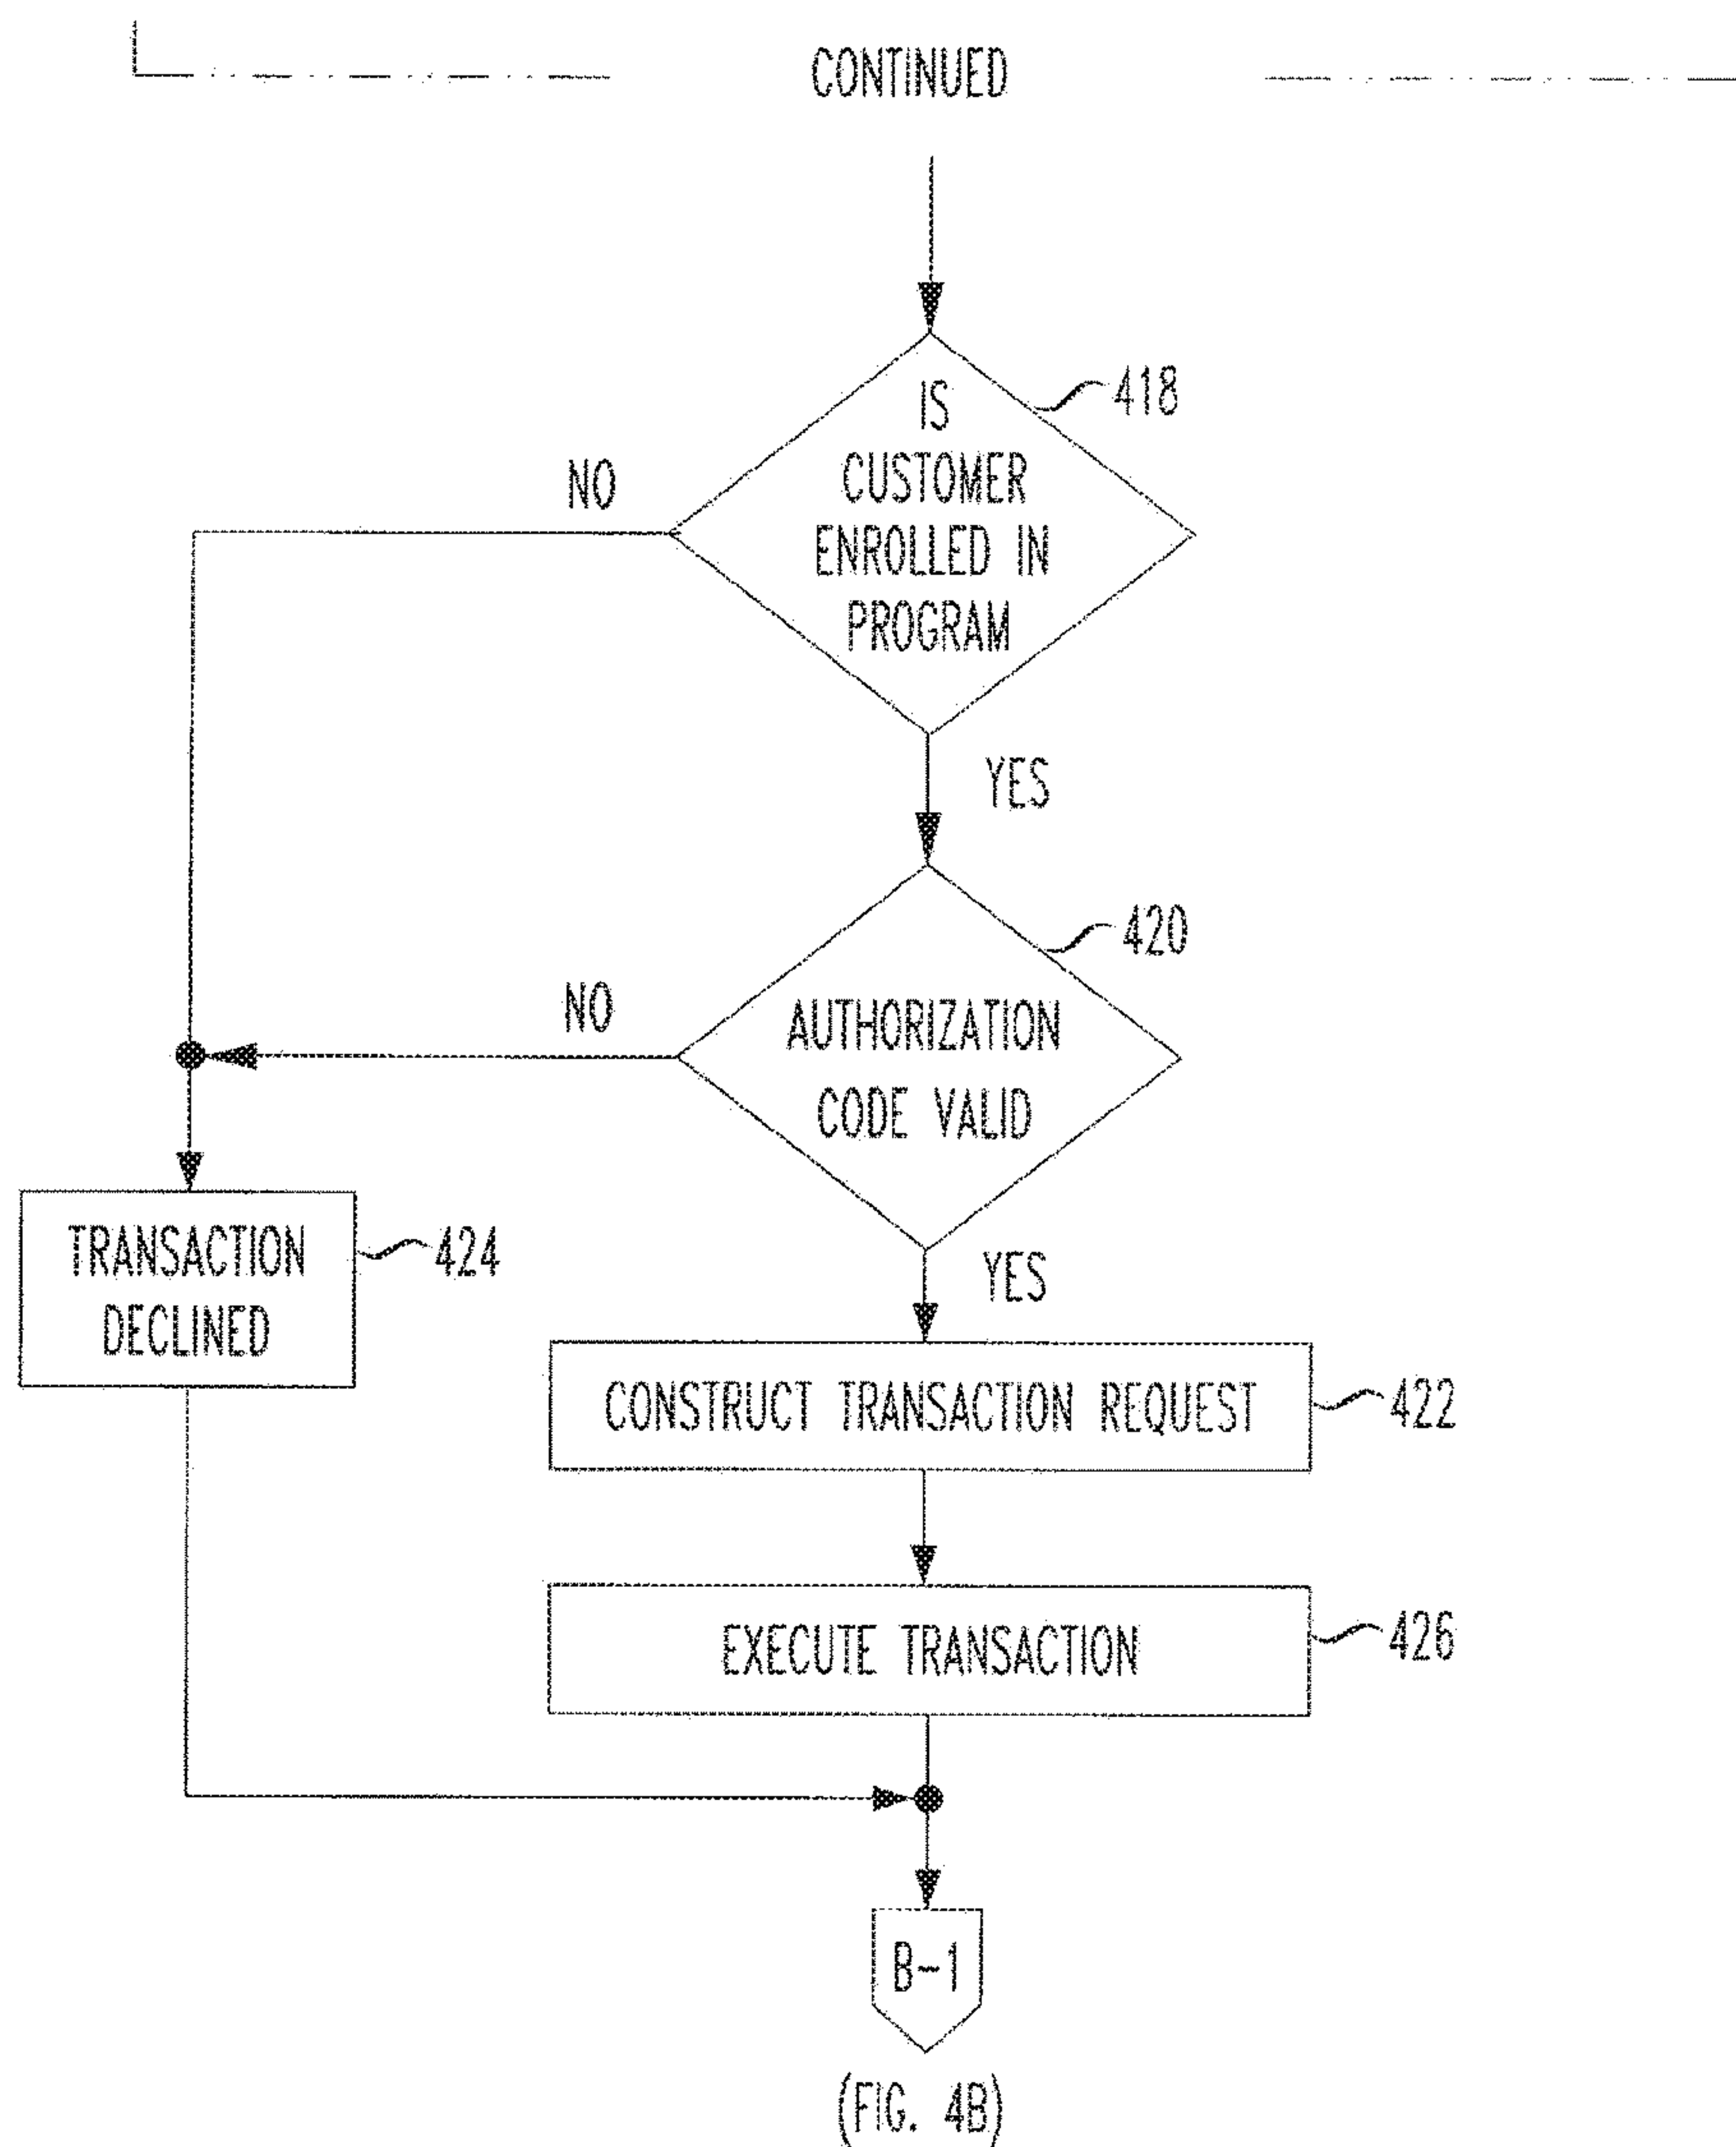 CONTINUED
IS
CUSTOMER
ENROLLED IN
PROGRAM
418
NO
YES
AUTHORIZATION
CODE VALID
420
NO
YES
TRANSACTION
DECLINED
424
CONSTRUCT TRANSACTION REQUEST
422
EXECUTE TRANSACTION
426
B-1
(FIG. 4B)